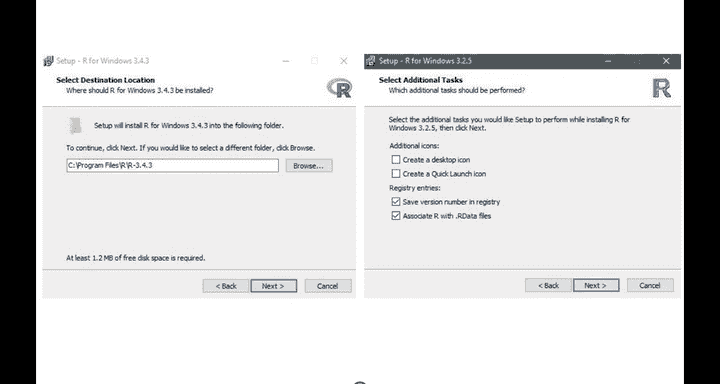 Setup - R for Windows 3.4.3
Select Destination Location
Where should R for Windows 3.4.3 be installed?
R
Setup will install R for Windows 3.4.3 into the following folder.
To continue, click Next. If you would like to select a different folder, click Browse.
C:\Program Files\R\R-3.4.3
Browse...
At least 1.2 MB of free disk space is required.
< Back
Next >
Cancel
Setup - R for Windows 3.2.5
Select Additional Tasks
Which additional tasks should be performed?
R
Select the additional tasks you would like Setup to perform while installing R for
Windows 3.2.5, then click Next.
Additional icons:
Create a desktop icon
Create a Quick Launch icon
Registry entries:
Save version number in registry
Associate R with .RData files
< Back
Next >
Cancel